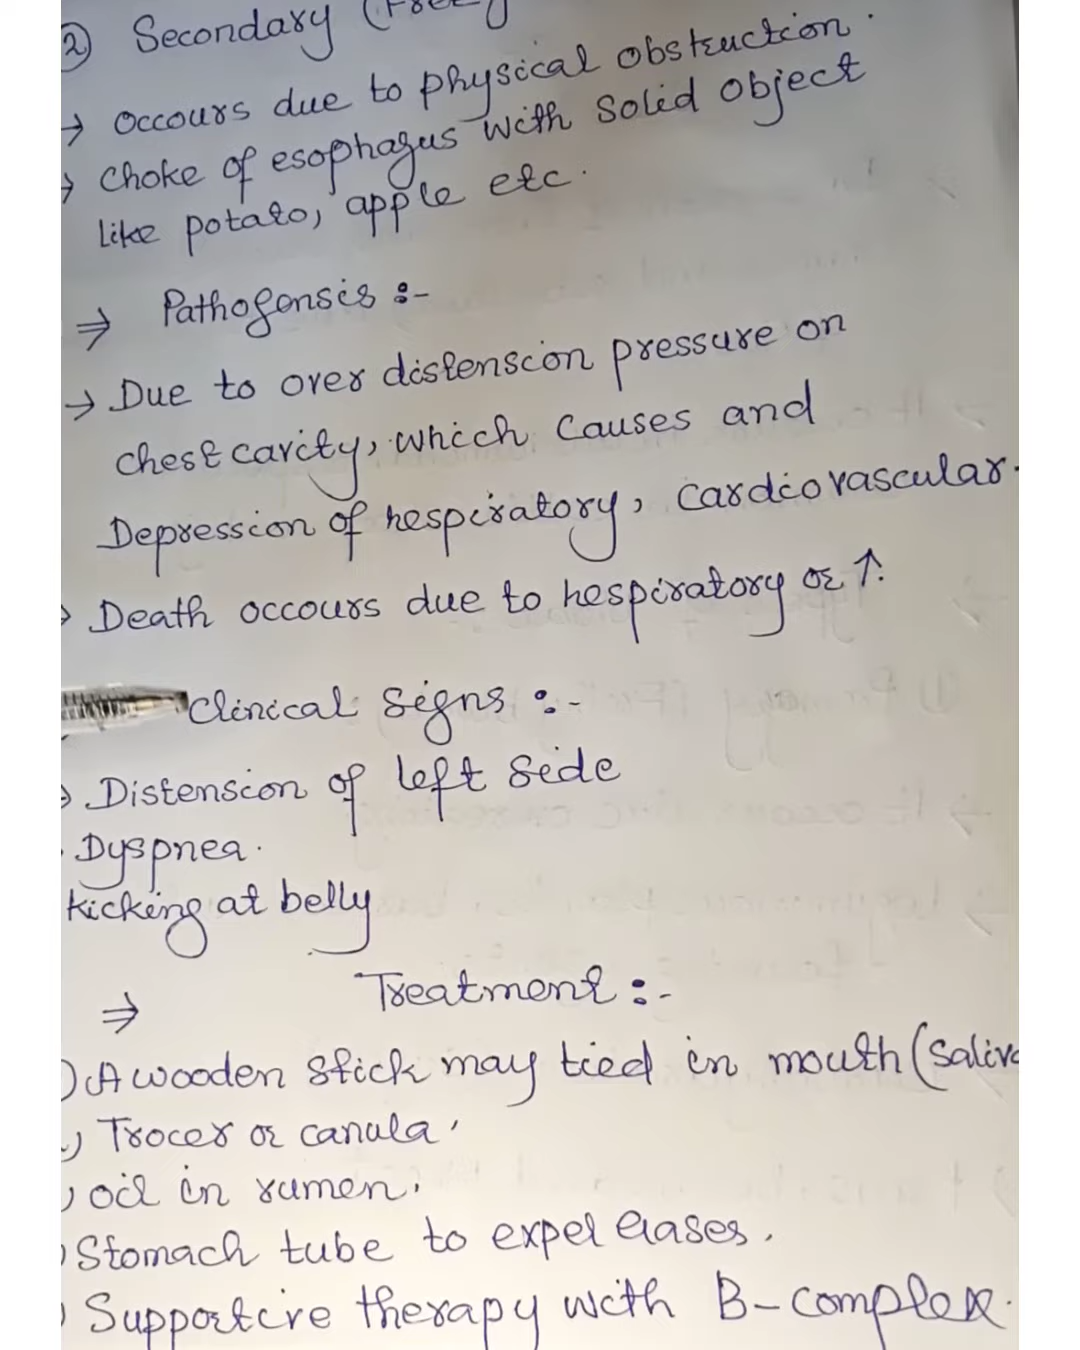 2) Secondary (Free
→ occours due to physical obstruction.
→ choke of esophagus with solid object
like potato, apple etc.
⇒ Pathogensis :-
→ Due to over distension pressure on
chest cavity, which causes and
Depression of respiratory, cardiovascular.
→ Death occours due to respiratory or ↑.
Clinical signs :-
→ Distension of left side
Dyspnea.
kicking at belly
⇒ Treatment :-
) A wooden stick may tied in mouth (saliva
) Trocer or canula,
) oil in rumen.
) Stomach tube to expel gases.
) Supportive therapy with B-complex.